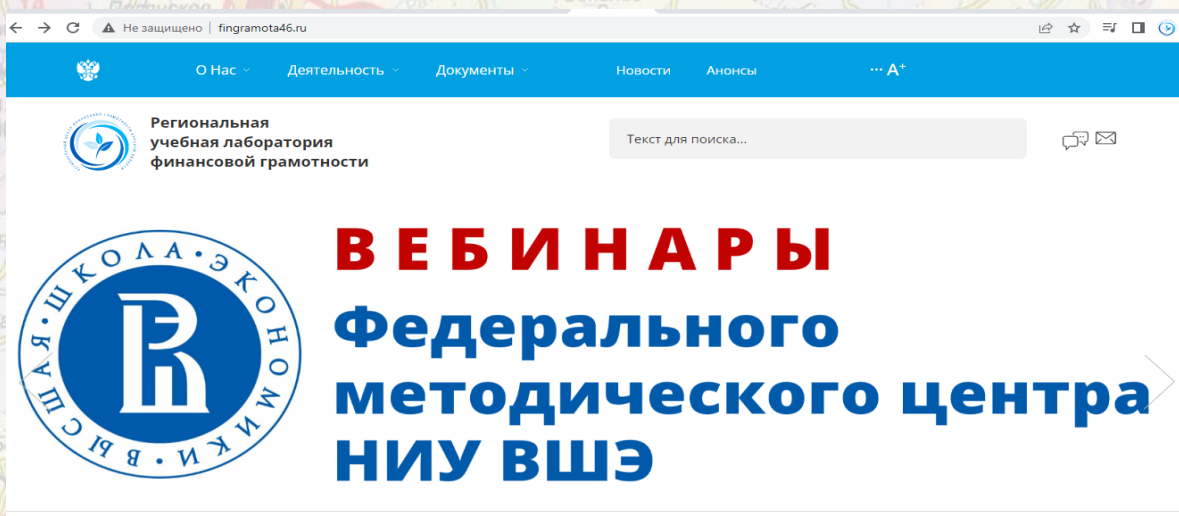 Не защищено | fingramota46.ru
О Нас Деятельность Документы Новости Анонсы ··· A+
Региональная
учебная лаборатория
финансовой грамотности
Текст для поиска...
ВЕБИНАРЫ
Федерального
методического центра
НИУ ВШЭ
ВЫСШАЯ · ШКОЛА · ЭКОНОМИКИ